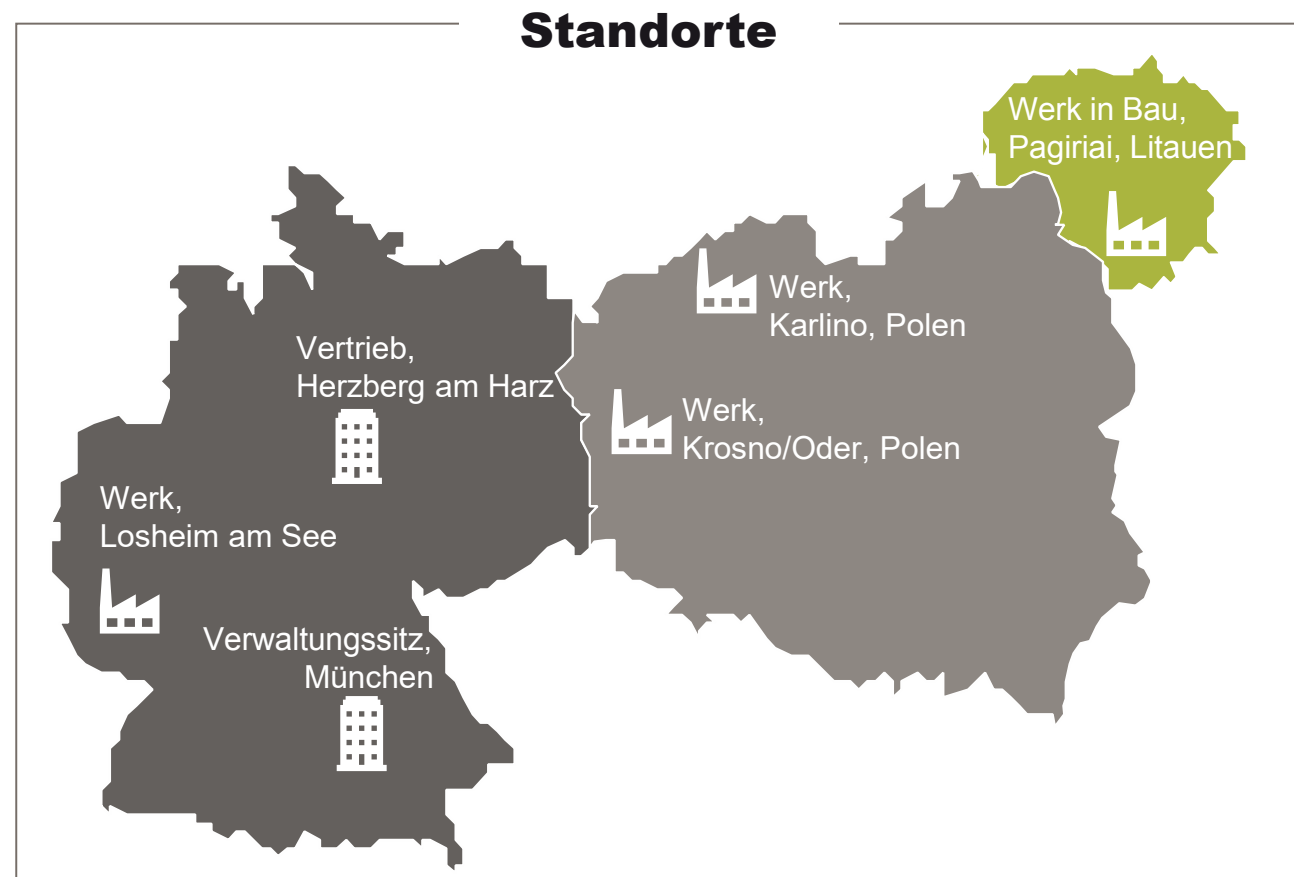 Standorte
Werk in Bau,
Pagiriai, Litauen
Werk,
Karlino, Polen
Vertrieb,
Herzberg am Harz
Werk,
Krosno/Oder, Polen
Werk,
Losheim am See
Verwaltungssitz,
München